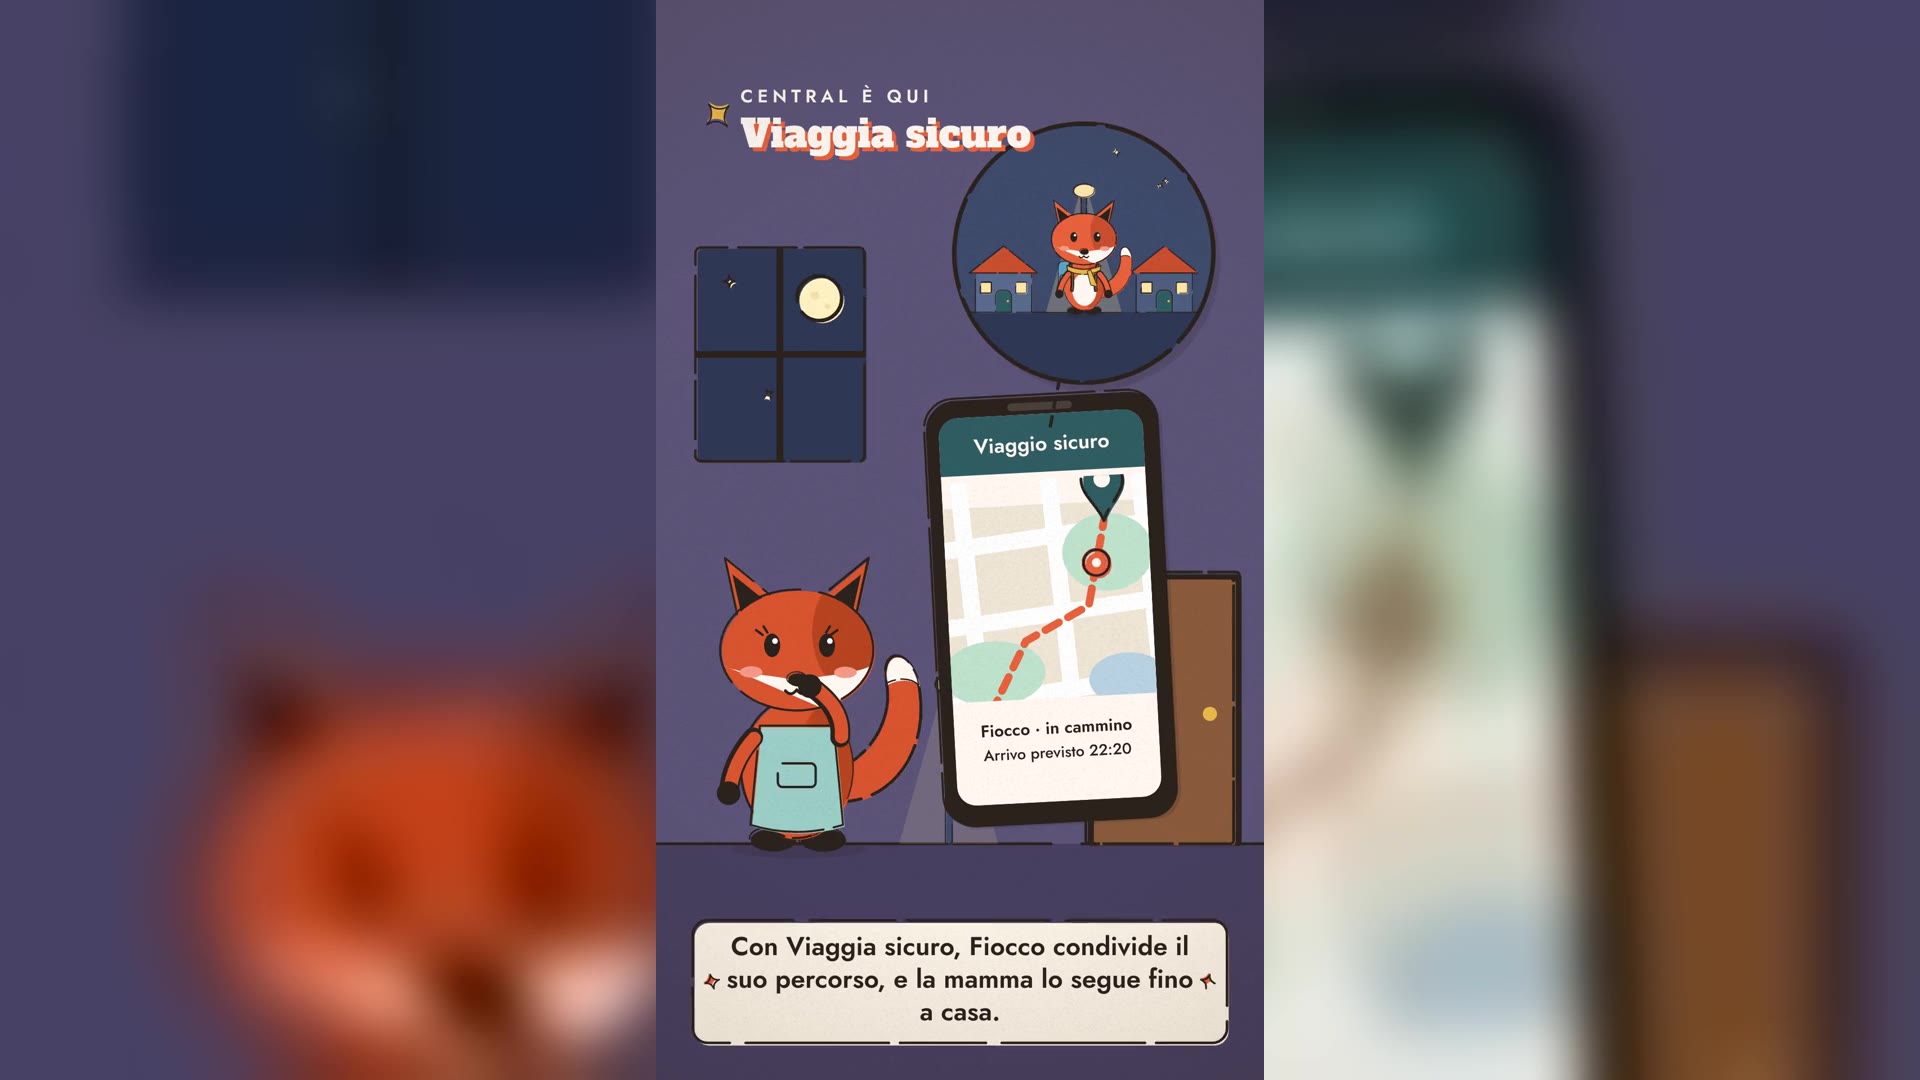 CENTRAL È QUI
Viaggia sicuro
Viaggio sicuro
Fiocco · in cammino
Arrivo previsto 22:20
Con Viaggia sicuro, Fiocco condivide il
suo percorso, e la mamma lo segue fino
a casa.